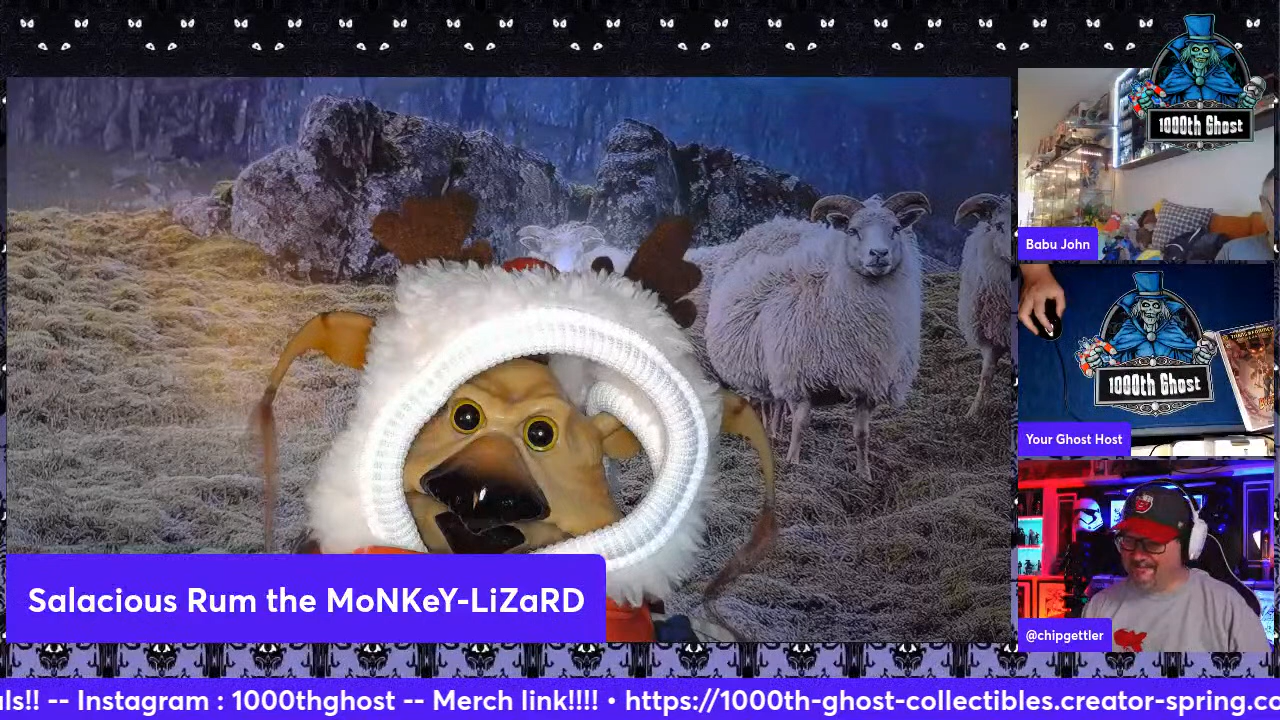 1000th Ghost
Babu John
1000th Ghost
Your Ghost Host
@chipgettler
Salacious Rum the MoNKeY-LiZaRD
ls!! -- Instagram : 1000thghost -- Merch link!!!! • https://1000th-ghost-collectibles.creator-spring.co